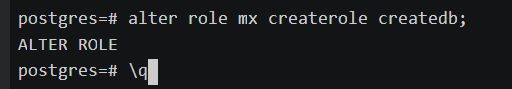 postgres=# alter role mx createrole createdb;
ALTER ROLE
postgres=# \q